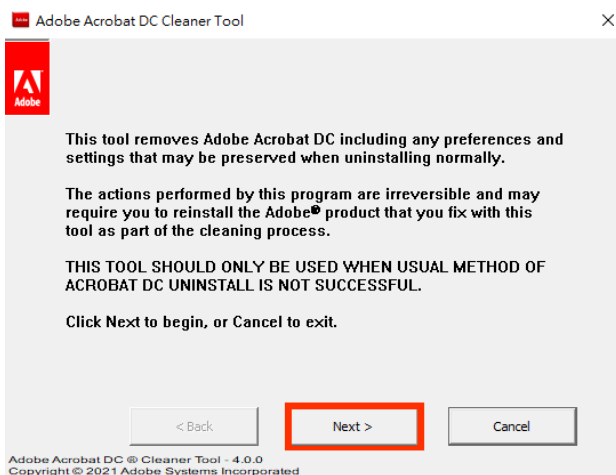 Adobe Acrobat DC Cleaner Tool
Adobe
This tool removes Adobe Acrobat DC including any preferences and
settings that may be preserved when uninstalling normally.
The actions performed by this program are irreversible and may
require you to reinstall the Adobe® product that you fix with this
tool as part of the cleaning process.
THIS TOOL SHOULD ONLY BE USED WHEN USUAL METHOD OF
ACROBAT DC UNINSTALL IS NOT SUCCESSFUL.
Click Next to begin, or Cancel to exit.
< Back
Next >
Cancel
Adobe Acrobat DC ® Cleaner Tool - 4.0.0
Copyright © 2021 Adobe Systems Incorporated